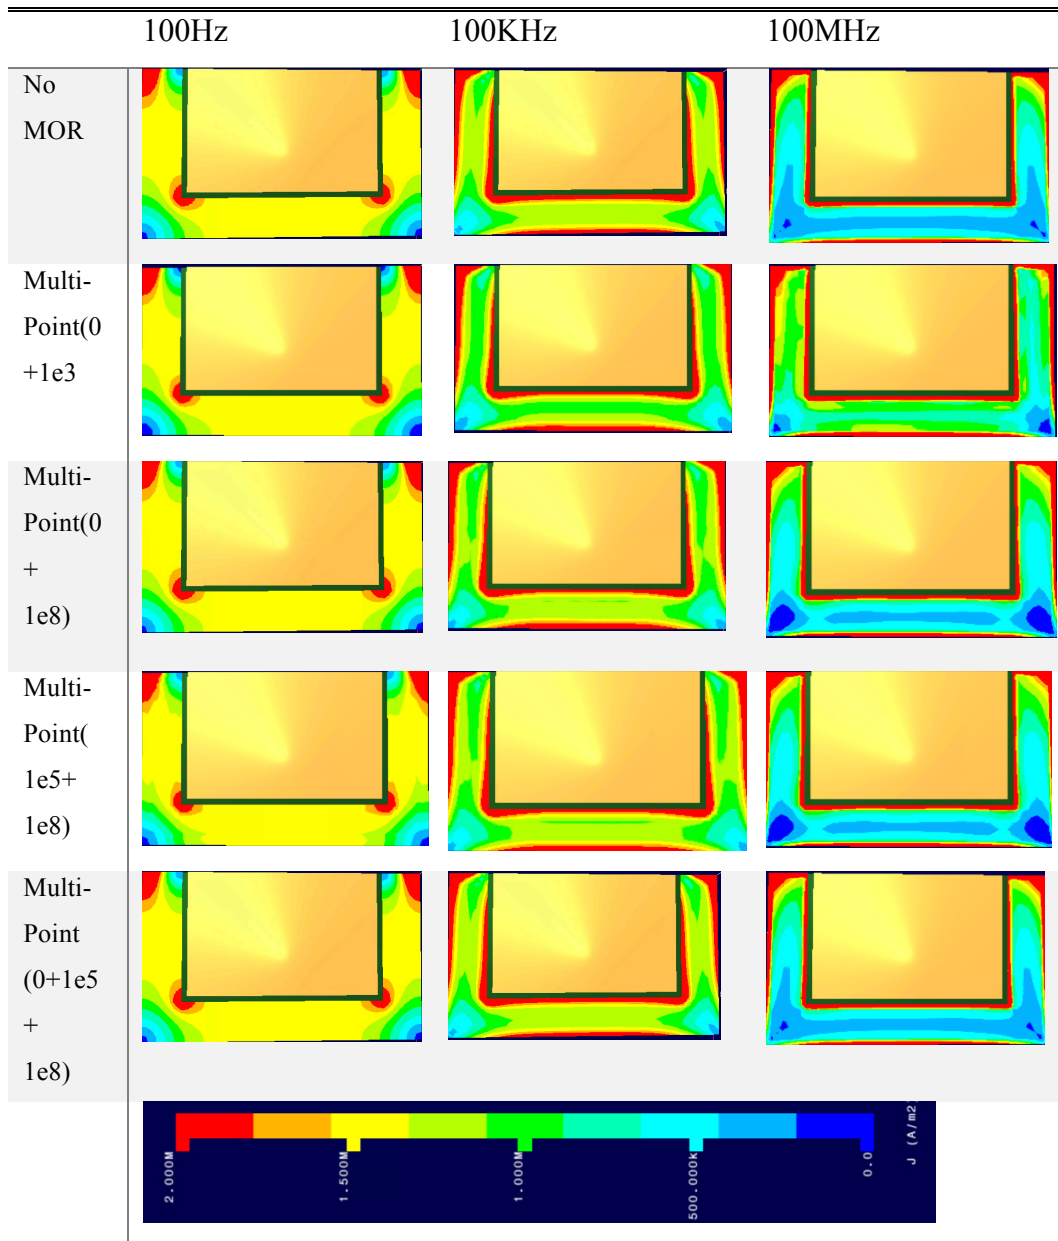 100Hz 100KHz 100MHz
No
MOR
Multi-
Point(0
+1e3
Multi-
Point(0
+
1e8)
Multi-
Point(
1e5+
1e8)
Multi-
Point
(0+1e5
+
1e8)
2.000M 1.500M 1.000M 500.000k 0.0 J (A/m2)